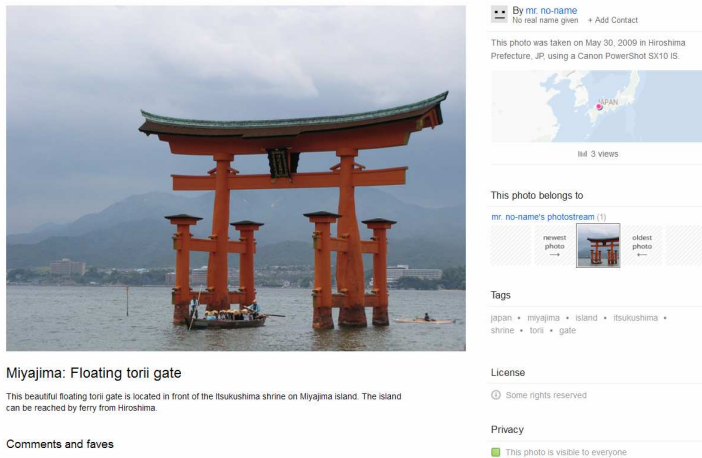 By mr. no-name
No real name given + Add Contact
This photo was taken on May 30, 2009 in Hiroshima
Prefecture, JP, using a Canon PowerShot SX10 IS.
JAPAN
3 views
This photo belongs to
mr. no-name's photostream (1)
newest
photo
oldest
photo
Tags
japan • miyajima • island • itsukushima •
shrine • torii • gate
License
Some rights reserved
Privacy
This photo is visible to everyone
Miyajima: Floating torii gate
This beautiful floating torii gate is located in front of the Itsukushima shrine on Miyajima island. The island
can be reached by ferry from Hiroshima.
Comments and faves